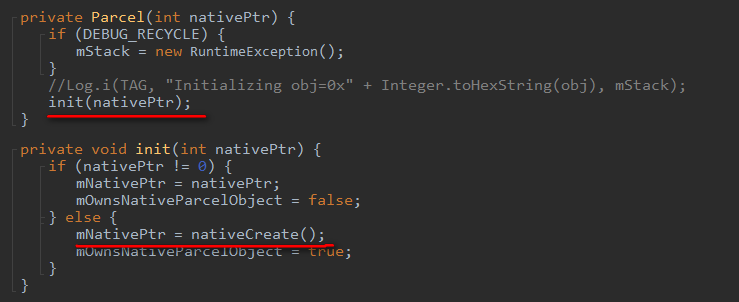 private Parcel(int nativePtr) {
if (DEBUG_RECYCLE) {
mStack = new RuntimeException();
}
//Log.i(TAG, "Initializing obj=0x" + Integer.toHexString(obj), mStack);
init(nativePtr);
}
private void init(int nativePtr) {
if (nativePtr != 0) {
mNativePtr = nativePtr;
mOwnsNativeParcelObject = false;
} else {
mNativePtr = nativeCreate();
mOwnsNativeParcelObject = true;
}
}